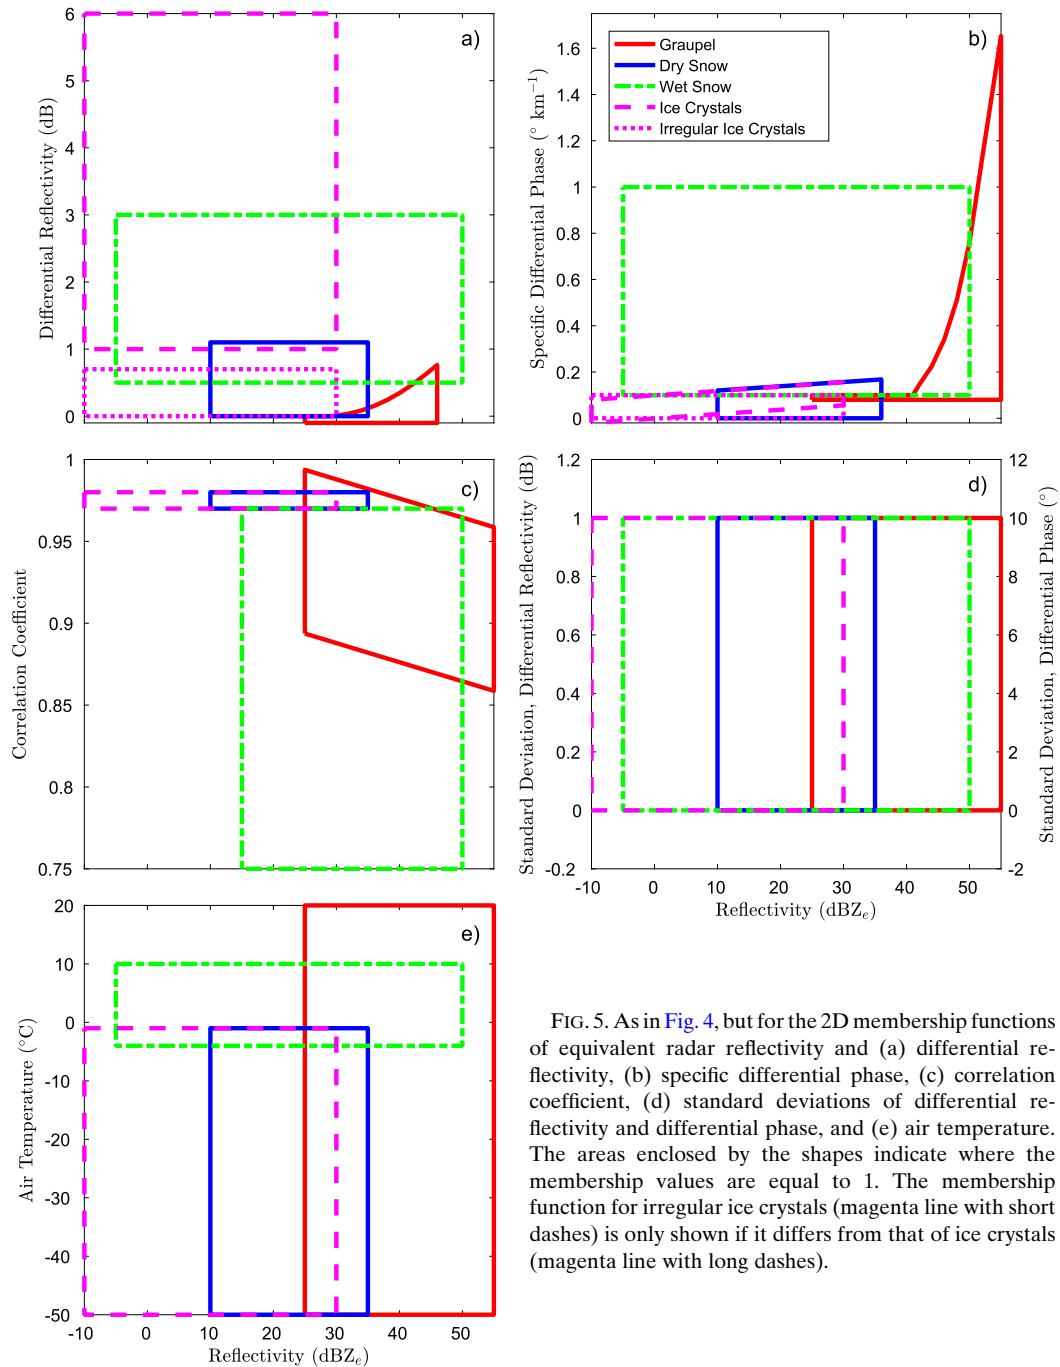 6
5
4
3
2
1
0
Differential Reflectivity (dB)
a)
1.6
1.4
1.2
1
0.8
0.6
0.4
0.2
0
Specific Differential Phase (° km−1)
b)
Graupel
Dry Snow
Wet Snow
Ice Crystals
Irregular Ice Crystals
1
0.95
0.9
0.85
0.8
0.75
Correlation Coefficient
c)
1.2
1
0.8
0.6
0.4
0.2
0
-0.2
Standard Deviation, Differential Reflectivity (dB)
d)
12
10
8
6
4
2
0
-2
Standard Deviation, Differential Phase (°)
-10 0 10 20 30 40 50
Reflectivity (dBZe)
20
10
0
-10
-20
-30
-40
-50
Air Temperature (°C)
e)
-10 0 10 20 30 40 50
Reflectivity (dBZe)
FIG. 5. As in Fig. 4, but for the 2D membership functions
of equivalent radar reflectivity and (a) differential re-
flectivity, (b) specific differential phase, (c) correlation
coefficient, (d) standard deviations of differential re-
flectivity and differential phase, and (e) air temperature.
The areas enclosed by the shapes indicate where the
membership values are equal to 1. The membership
function for irregular ice crystals (magenta line with short
dashes) is only shown if it differs from that of ice crystals
(magenta line with long dashes).